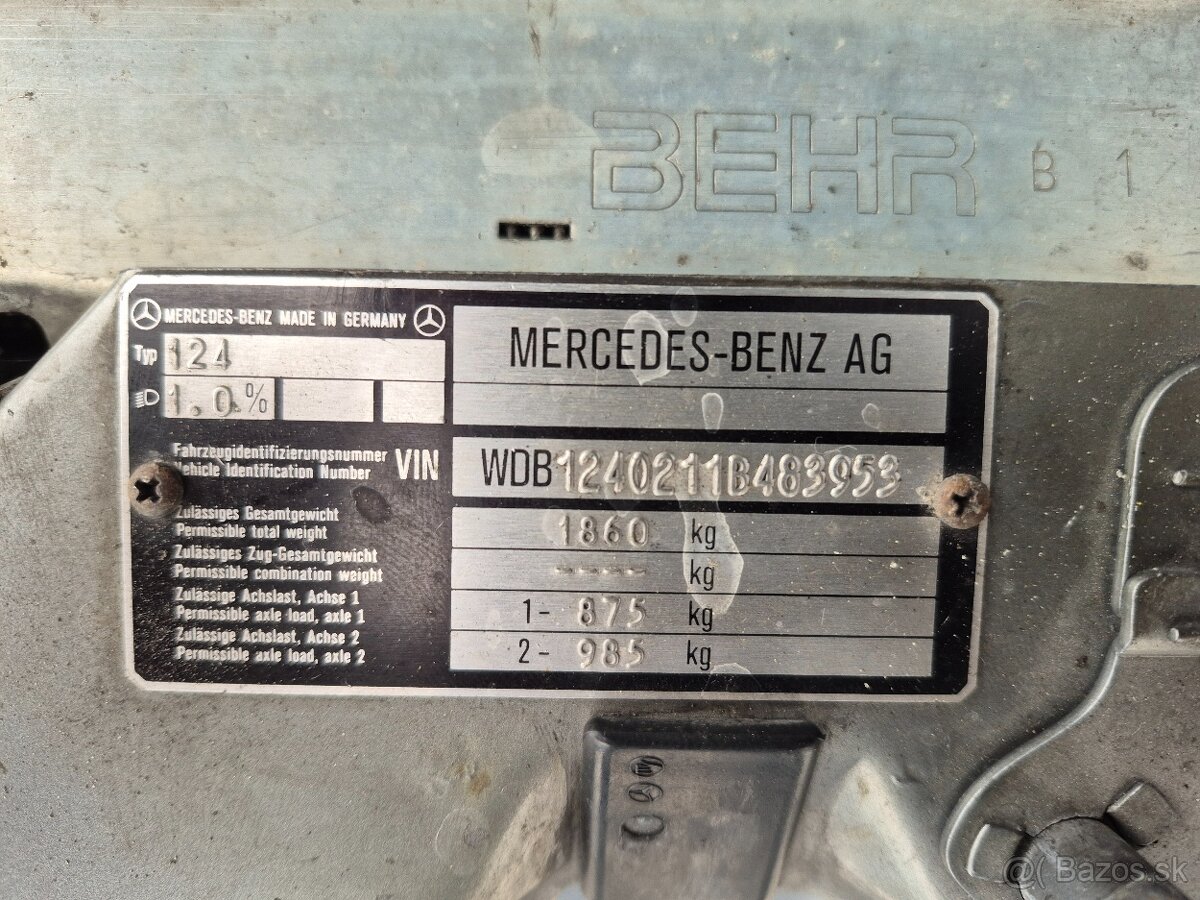 BEHR B 1
MERCEDES-BENZ MADE IN GERMANY
Typ 124
1.0%
MERCEDES-BENZ AG
Fahrzeugidentifizierungsnummer
Vehicle Identification Number
VIN WDB1240211B483953
Zulässiges Gesamtgewicht
Permissible total weight
1860 kg
Zulässiges Zug-Gesamtgewicht
Permissible combination weight
---- kg
Zulässige Achslast, Achse 1
Permissible axle load, axle 1
1- 875 kg
Zulässige Achslast, Achse 2
Permissible axle load, axle 2
2- 985 kg
Bazos.sk